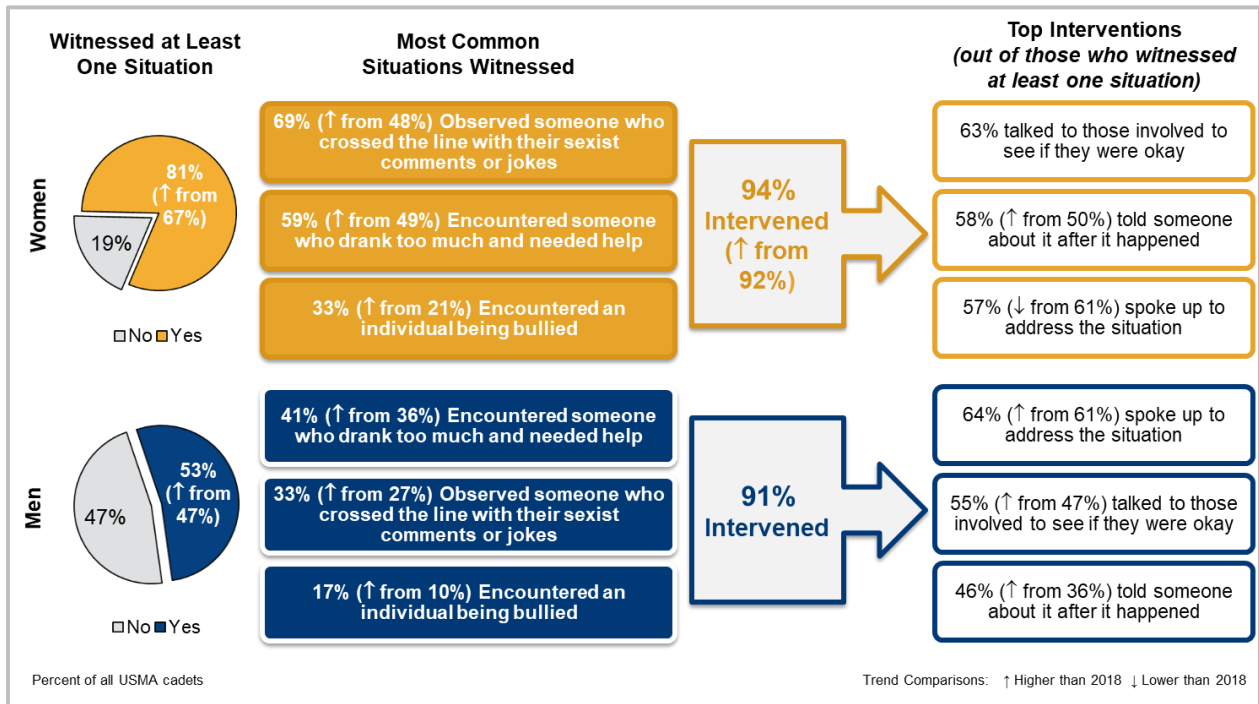 Witnessed at Least
One Situation
Most Common
Situations Witnessed
Top Interventions
(out of those who witnessed
at least one situation)
Women
81%
(↑ from
67%)
19%
No Yes
69% (↑ from 48%) Observed someone who
crossed the line with their sexist
comments or jokes
59% (↑ from 49%) Encountered someone
who drank too much and needed help
33% (↑ from 21%) Encountered an
individual being bullied
94%
Intervened
(↑ from
92%)
63% talked to those involved to
see if they were okay
58% (↑ from 50%) told someone
about it after it happened
57% (↓ from 61%) spoke up to
address the situation
Men
53%
(↑ from
47%)
47%
No Yes
41% (↑ from 36%) Encountered someone
who drank too much and needed help
33% (↑ from 27%) Observed someone who
crossed the line with their sexist
comments or jokes
17% (↑ from 10%) Encountered an
individual being bullied
91%
Intervened
64% (↑ from 61%) spoke up to
address the situation
55% (↑ from 47%) talked to those
involved to see if they were okay
46% (↑ from 36%) told someone
about it after it happened
Percent of all USMA cadets
Trend Comparisons: ↑ Higher than 2018 ↓ Lower than 2018